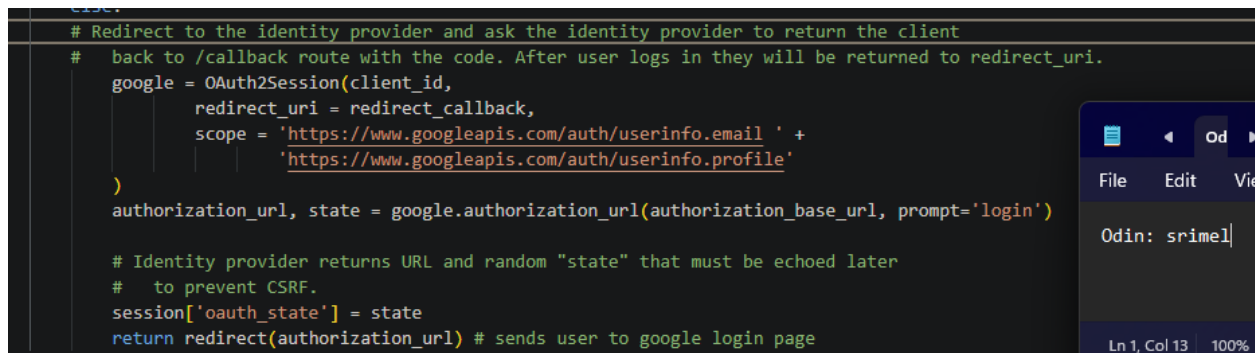 else:
# Redirect to the identity provider and ask the identity provider to return the client
#   back to /callback route with the code. After user logs in they will be returned to redirect_uri.
google = OAuth2Session(client_id,
redirect_uri = redirect_callback,
scope = 'https://www.googleapis.com/auth/userinfo.email ' +
'https://www.googleapis.com/auth/userinfo.profile'
)
authorization_url, state = google.authorization_url(authorization_base_url, prompt='login')
# Identity provider returns URL and random "state" that must be echoed later
#   to prevent CSRF.
session['oauth_state'] = state
return redirect(authorization_url) # sends user to google login page
Od
File Edit
Odin: srimel
Ln 1, Col 13 100%